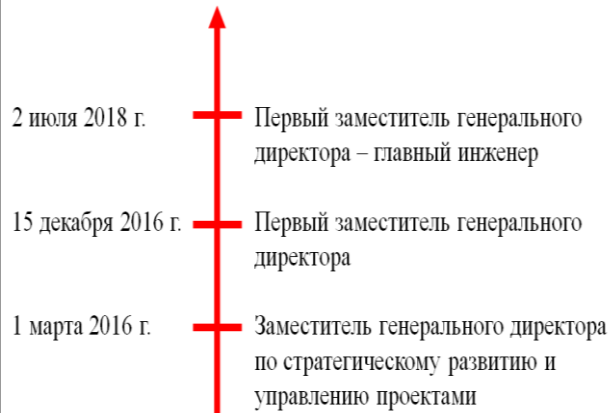 2 июля 2018 г.
Первый заместитель генерального
директора – главный инженер
15 декабря 2016 г.
Первый заместитель генерального
директора
1 марта 2016 г.
Заместитель генерального директора
по стратегическому развитию и
управлению проектами